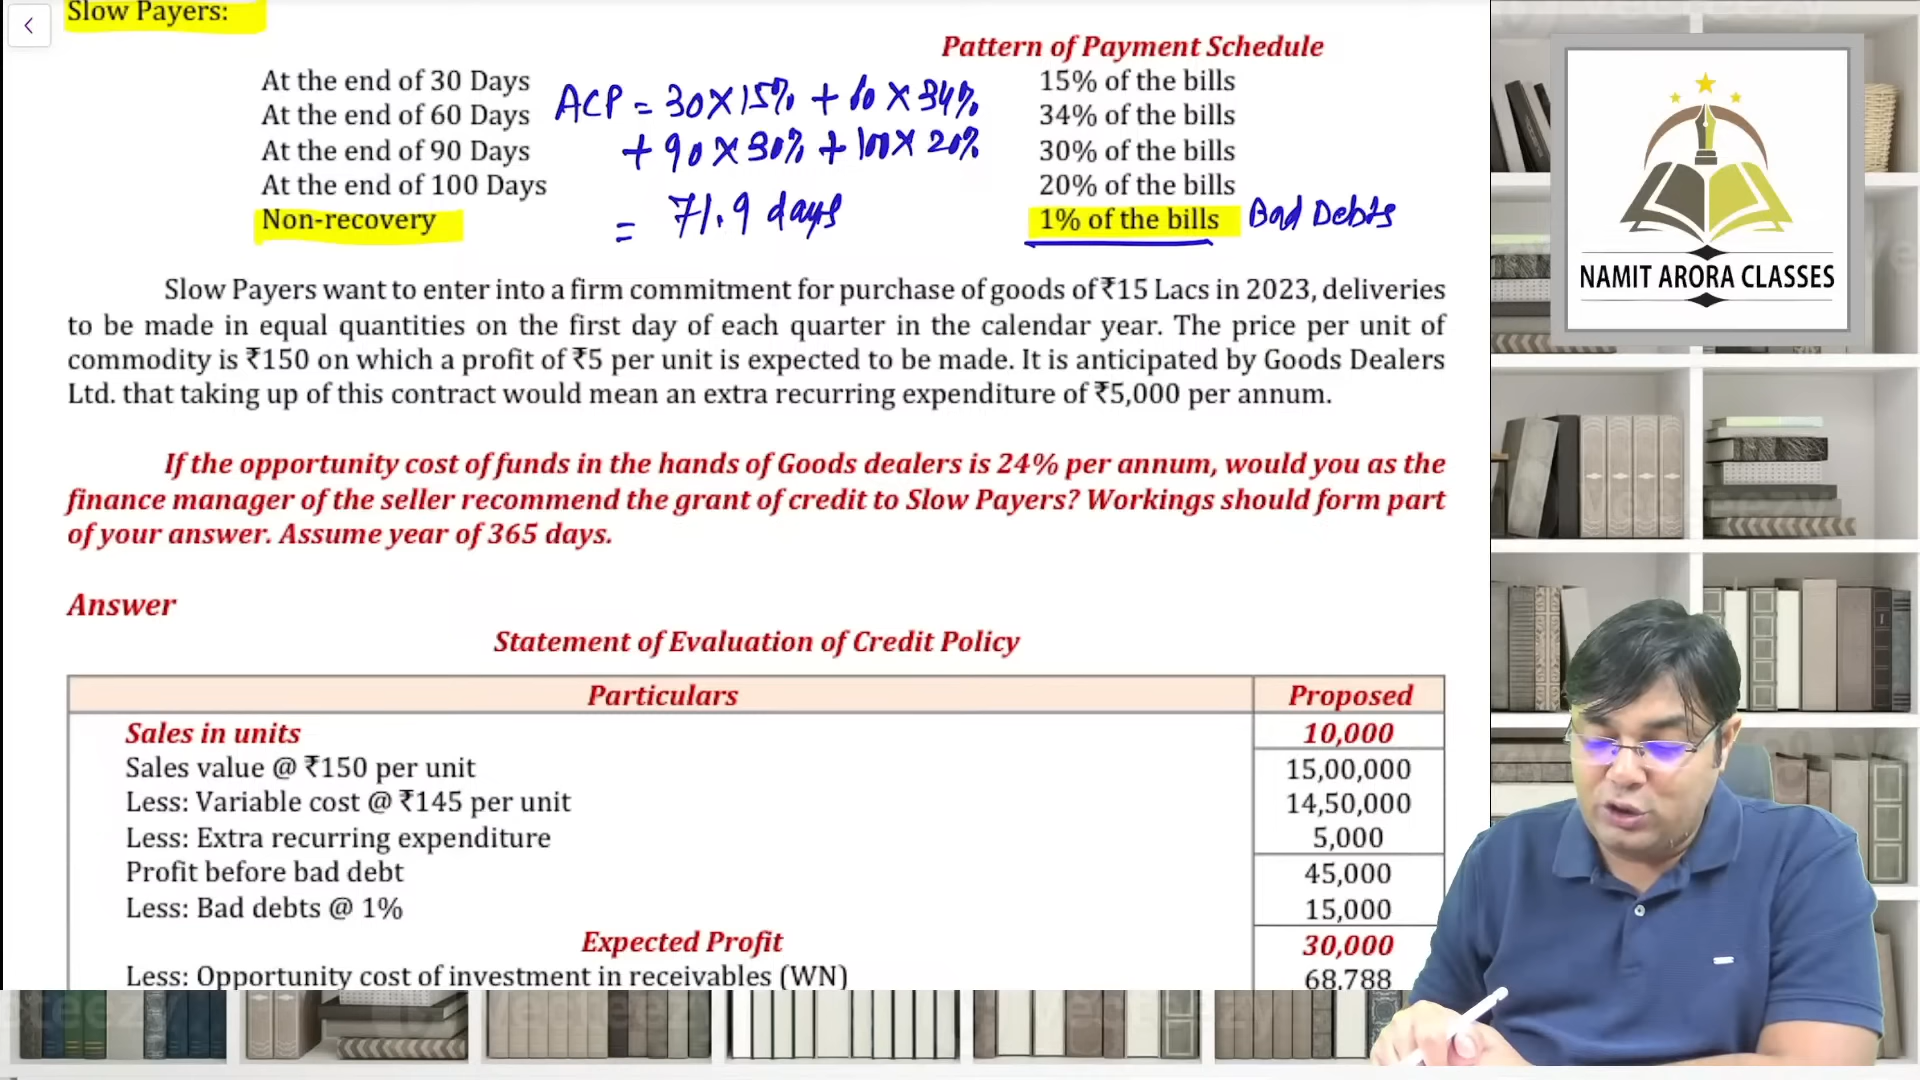 Slow Payers:
Pattern of Payment Schedule
At the end of 30 Days
15% of the bills
At the end of 60 Days
34% of the bills
At the end of 90 Days
30% of the bills
At the end of 100 Days
20% of the bills
Non-recovery
1% of the bills
ACP = 30×15% + 60×34%
+ 90×30% + 100×20%
= 71.9 days
Bad Debts
Slow Payers want to enter into a firm commitment for purchase of goods of ₹15 Lacs in 2023, deliveries
to be made in equal quantities on the first day of each quarter in the calendar year. The price per unit of
commodity is ₹150 on which a profit of ₹5 per unit is expected to be made. It is anticipated by Goods Dealers
Ltd. that taking up of this contract would mean an extra recurring expenditure of ₹5,000 per annum.
If the opportunity cost of funds in the hands of Goods dealers is 24% per annum, would you as the
finance manager of the seller recommend the grant of credit to Slow Payers? Workings should form part
of your answer. Assume year of 365 days.
Answer
Statement of Evaluation of Credit Policy
Particulars
Proposed
Sales in units
10,000
Sales value @ ₹150 per unit
15,00,000
Less: Variable cost @ ₹145 per unit
14,50,000
Less: Extra recurring expenditure
5,000
Profit before bad debt
45,000
Less: Bad debts @ 1%
15,000
Expected Profit
30,000
Less: Opportunity cost of investment in receivables (WN)
68,788
NAMIT ARORA CLASSES